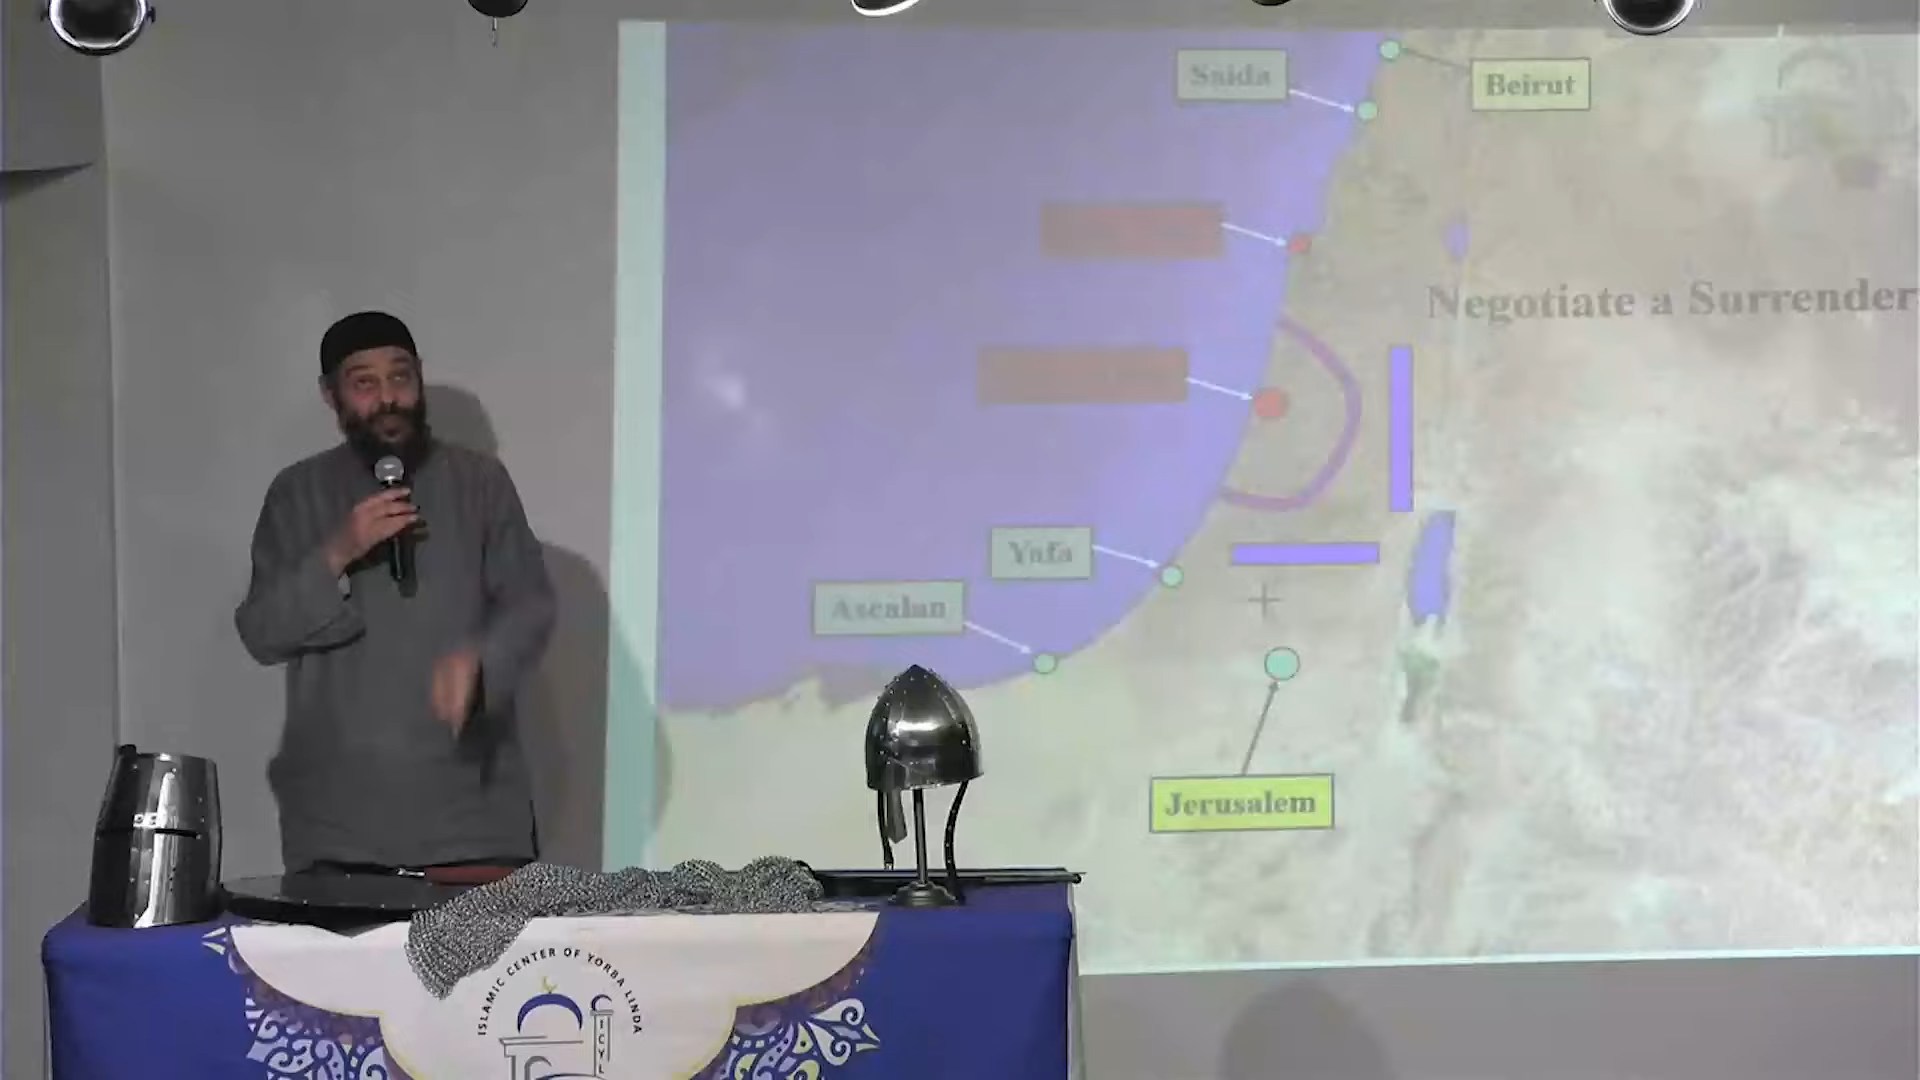 Saida
Beirut
Negotiate a Surrender
Yafa
Ascalan
Jerusalem
ISLAMIC CENTER OF YORBA LINDA
ICYL